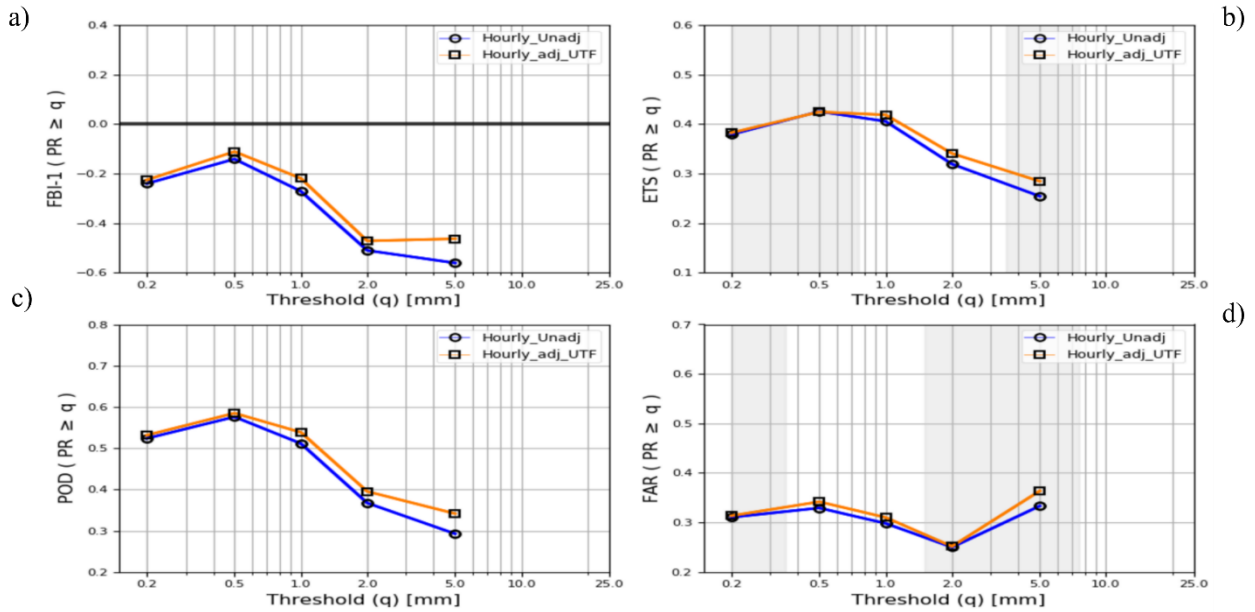 a)
0.4
0.2
0.0
−0.2
−0.4
−0.6
FBI-1 ( PR ≥ q)
Hourly_Unadj
Hourly_adj_UTF
0.2 0.5 1.0 2.0 5.0 10.0 25.0
Threshold (q) [mm]
b)
0.6
0.5
0.4
0.3
0.2
0.1
ETS ( PR ≥ q)
Hourly_Unadj
Hourly_adj_UTF
0.2 0.5 1.0 2.0 5.0 10.0 25.0
Threshold (q) [mm]
c)
0.8
0.7
0.6
0.5
0.4
0.3
0.2
POD ( PR ≥ q)
Hourly_Unadj
Hourly_adj_UTF
0.2 0.5 1.0 2.0 5.0 10.0 25.0
Threshold (q) [mm]
d)
0.7
0.6
0.5
0.4
0.3
0.2
FAR ( PR ≥ q)
Hourly_Unadj
Hourly_adj_UTF
0.2 0.5 1.0 2.0 5.0 10.0 25.0
Threshold (q) [mm]